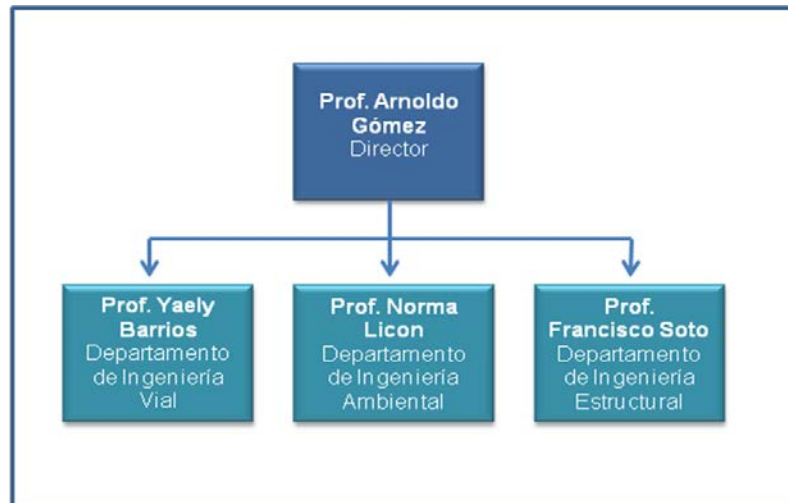 Prof. Arnoldo
Gómez
Director
Prof. Yaely
Barrios
Departamento
de Ingeniería
Vial
Prof. Norma
Licon
Departamento
de Ingeniería
Ambiental
Prof.
Francisco Soto
Departamento
de Ingeniería
Estructural